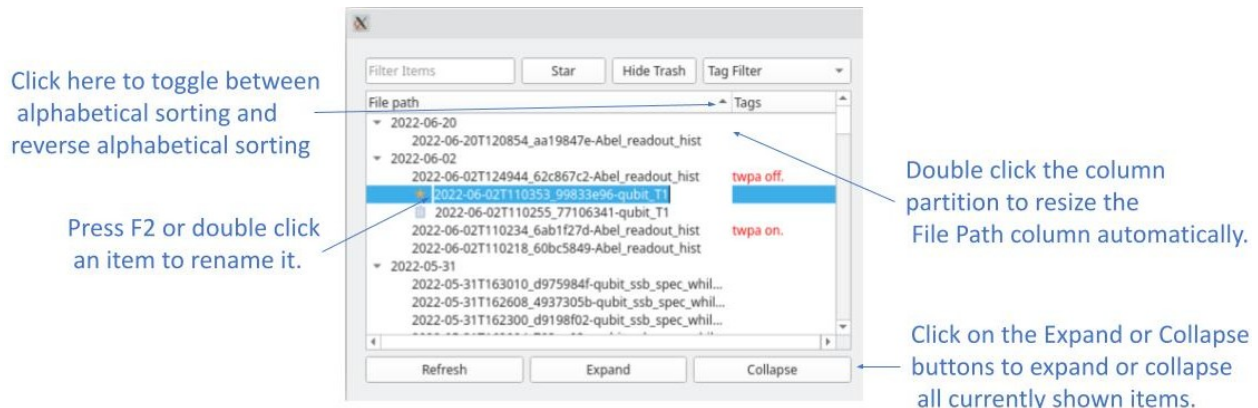 Click here to toggle between
alphabetical sorting and
reverse alphabetical sorting
Press F2 or double click
an item to rename it.
Filter Items
Star
Hide Trash
Tag Filter
File path
Tags
2022-06-20
2022-06-20T120854_aa19847e-Abel_readout_hist
2022-06-02
2022-06-02T124944_62c867c2-Abel_readout_hist twpa off.
2022-06-02T110353_99833e96-qubit_T1
2022-06-02T110255_77106341-qubit_T1
2022-06-02T110234_6ab1f27d-Abel_readout_hist twpa on.
2022-06-02T110218_60bc5849-Abel_readout_hist
2022-05-31
2022-05-31T163010_d975984f-qubit_ssb_spec_whil...
2022-05-31T162608_4937305b-qubit_ssb_spec_whil...
2022-05-31T162300_d9198f02-qubit_ssb_spec_whil...
Refresh
Expand
Collapse
Double click the column
partition to resize the
File Path column automatically.
Click on the Expand or Collapse
buttons to expand or collapse
all currently shown items.